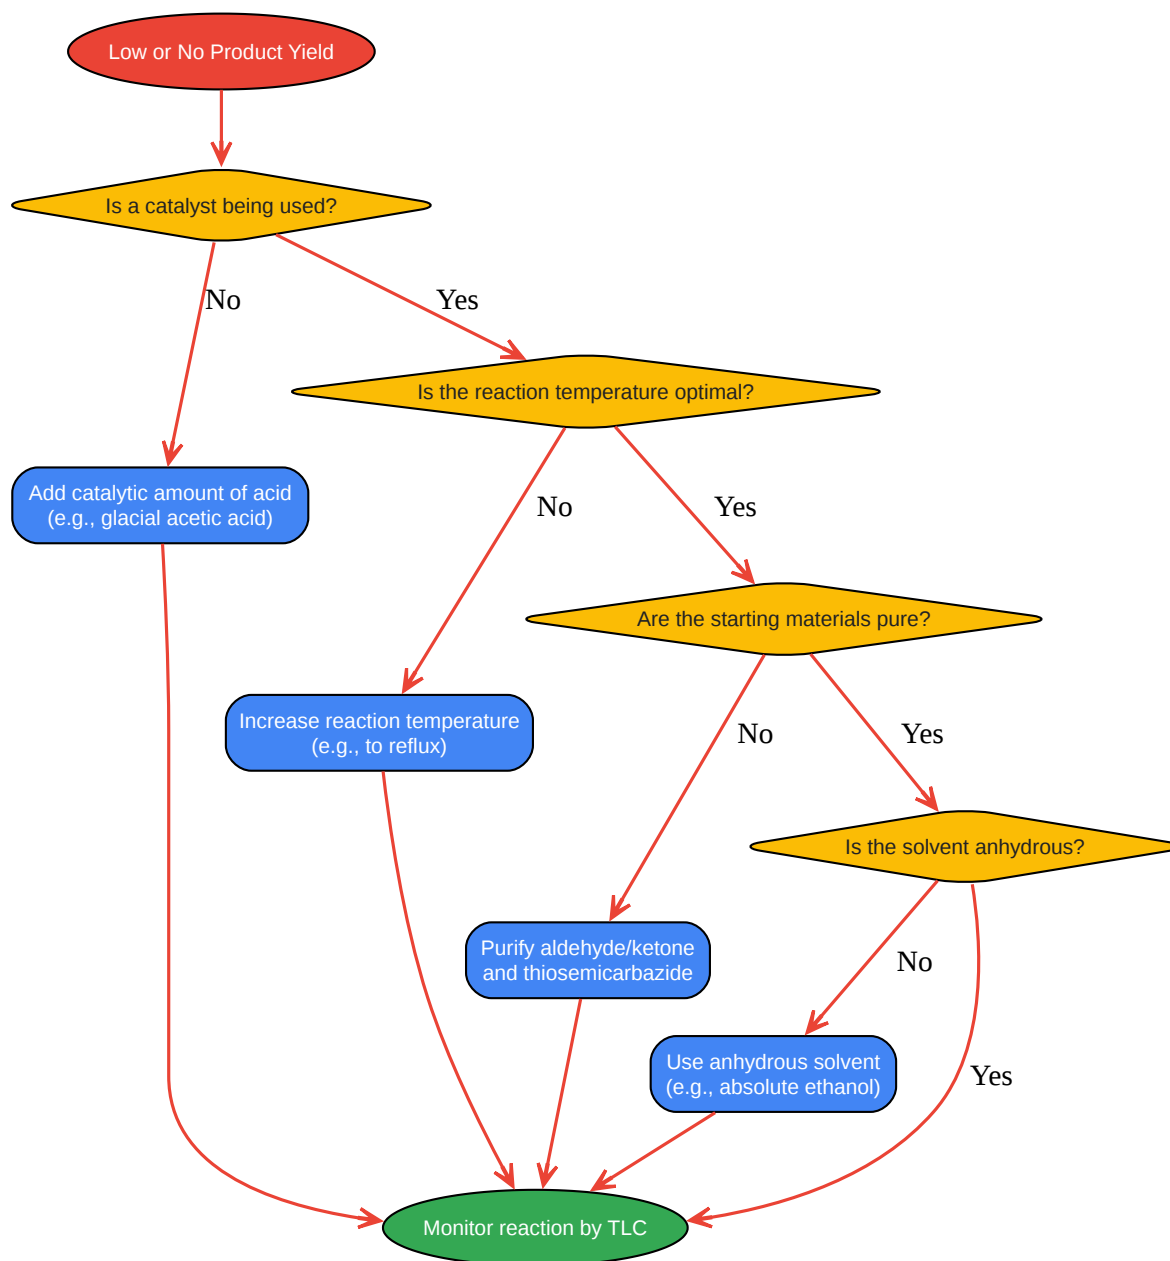 Low or No Product Yield
Is a catalyst being used?
No
Yes
Is the reaction temperature optimal?
Add catalytic amount of acid
(e.g., glacial acetic acid)
No
Yes
Are the starting materials pure?
Increase reaction temperature
(e.g., to reflux)
No
Yes
Is the solvent anhydrous?
Purify aldehyde/ketone
and thiosemicarbazide
No
Use anhydrous solvent
(e.g., absolute ethanol)
Yes
Monitor reaction by TLC